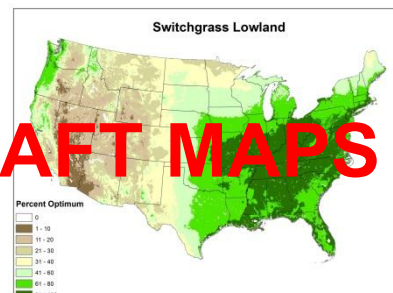 Switchgrass Lowland
AFT MAPS
Percent Optimum
0
1 - 10
11 - 20
21 - 30
31 - 40
41 - 60
61 - 80